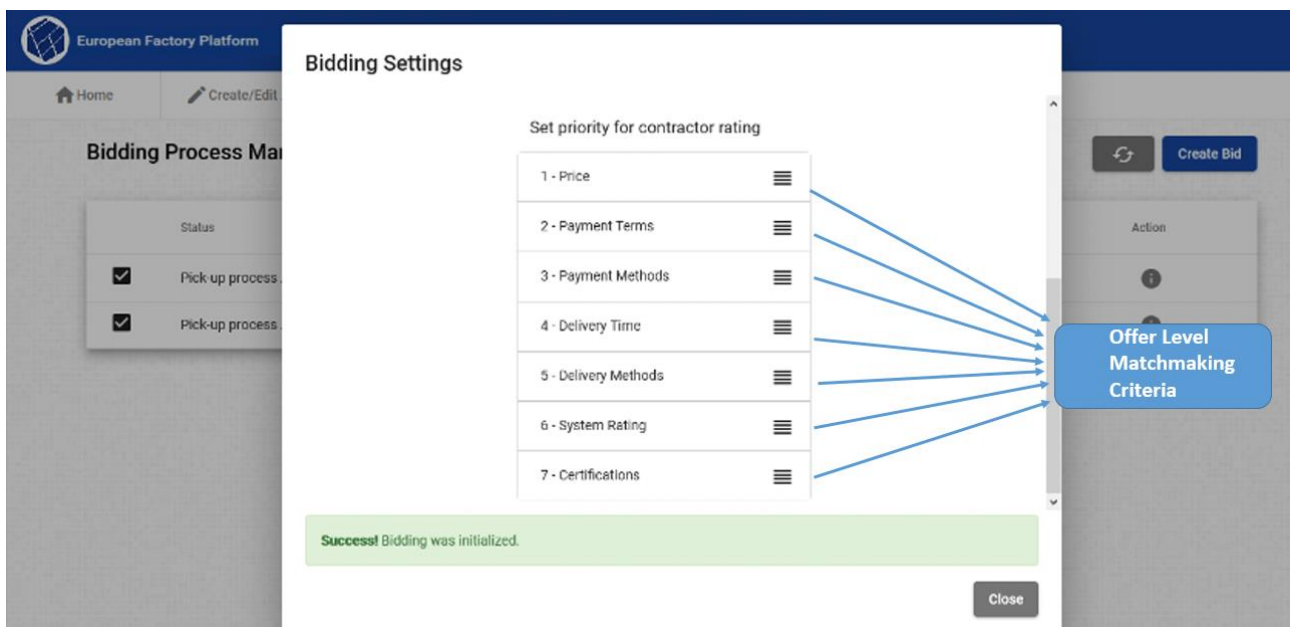 European Factory Platform
Bidding Settings
Home
Create/Edit
Set priority for contractor rating
Bidding Process Mar
Create Bid
1 - Price
Status
2 - Payment Terms
Action
Pick-up process
3 - Payment Methods
Pick-up process
4 - Delivery Time
Offer Level
Matchmaking
Criteria
5 - Delivery Methods
6 - System Rating
7 - Certifications
Success! Bidding was initialized.
Close